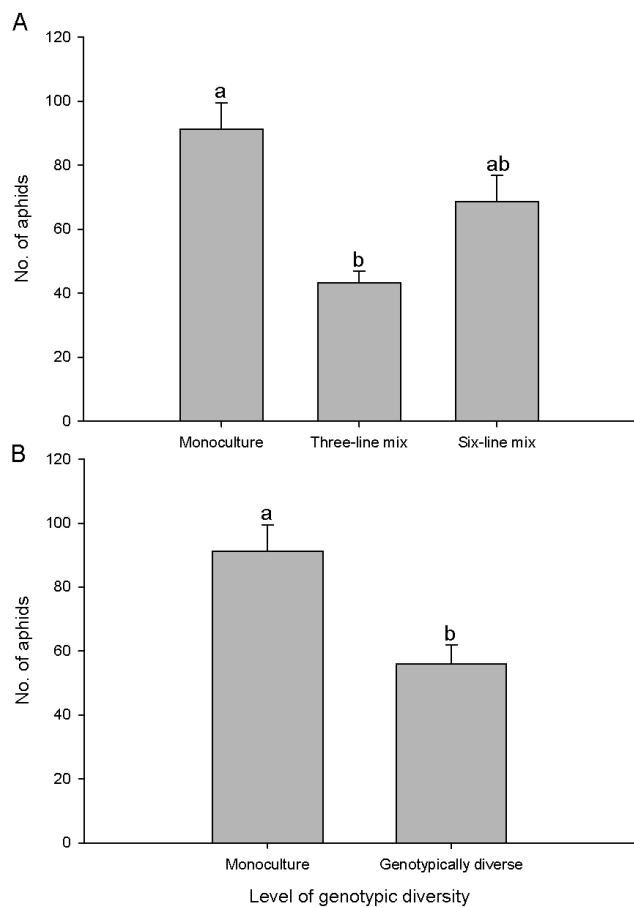 A
120
100
80
60
40
20
0
No. of aphids
a
b
ab
Monoculture Three-line mix Six-line mix
B
120
100
80
60
40
20
0
No. of aphids
a
b
Monoculture Genotypically diverse
Level of genotypic diversity